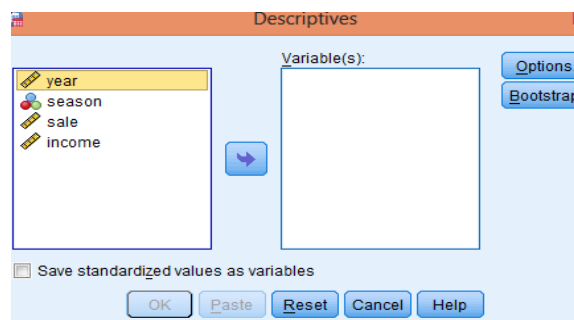 Descriptives
Variable(s):
year
season
sale
income
Options
Bootstrap
Save standardized values as variables
OK Paste Reset Cancel Help